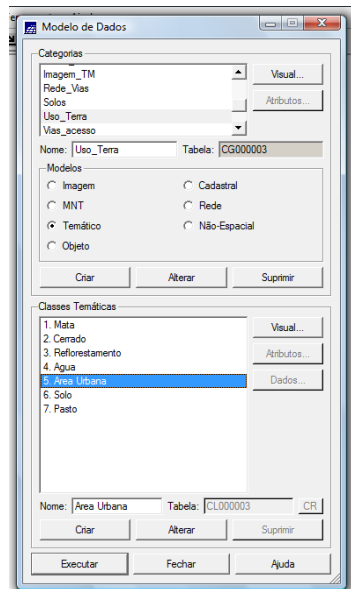 Modelo de Dados
Categorias
Imagem_TM
Rede_Vias
Solos
Uso_Terra
Vias_acesso
Visual...
Atributos...
Nome: Uso_Terra Tabela: CG000003
Modelos
Imagem Cadastral
MNT Rede
Temático Não-Espacial
Objeto
Criar Alterar Suprimir
Classes Temáticas
1. Mata
2. Cerrado
3. Reflorestamento
4. Agua
5. Area Urbana
6. Solo
7. Pasto
Visual...
Atributos...
Dados...
Nome: Area Urbana Tabela: CL000003 CR
Criar Alterar Suprimir
Executar Fechar Ajuda